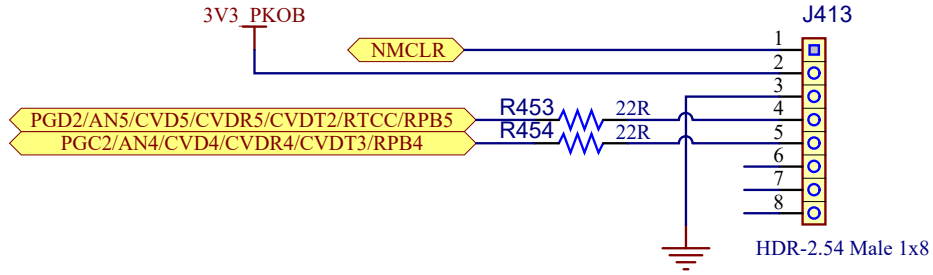 3V3_PKOB
J413
NMCLR
1
2
3
PGD2/AN5/CVD5/CVDR5/CVDT2/RTCC/RPB5
R453
22R
4
PGC2/AN4/CVD4/CVDR4/CVDT3/RPB4
R454
22R
5
6
7
8
HDR-2.54 Male 1x8